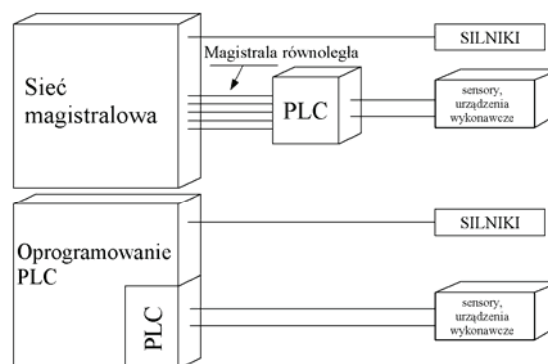 SILNIKI
Magistrala równoległa
Sieć
magistralowa
PLC
sensory,
urządzenia
wykonawcze
Oprogramowanie
PLC
SILNIKI
PLC
sensory,
urządzenia
wykonawcze